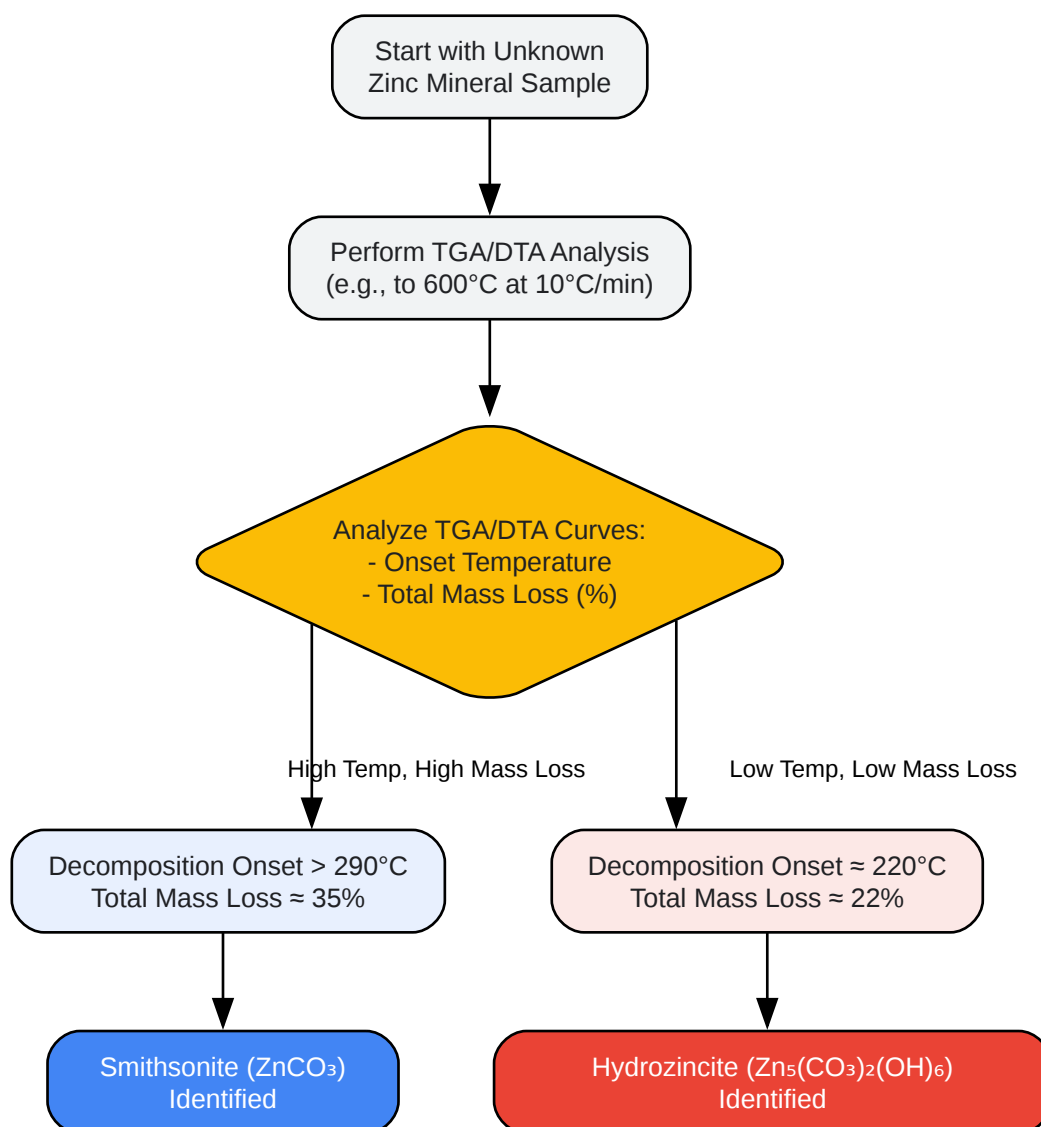 Start with Unknown
Zinc Mineral Sample
Perform TGA/DTA Analysis
(e.g., to 600°C at 10°C/min)
Analyze TGA/DTA Curves:
- Onset Temperature
- Total Mass Loss (%)
High Temp, High Mass Loss
Low Temp, Low Mass Loss
Decomposition Onset > 290°C
Total Mass Loss ≈ 35%
Decomposition Onset ≈ 220°C
Total Mass Loss ≈ 22%
Smithsonite (ZnCO₃)
Identified
Hydrozincite (Zn₅(CO₃)₂(OH)₆)
Identified